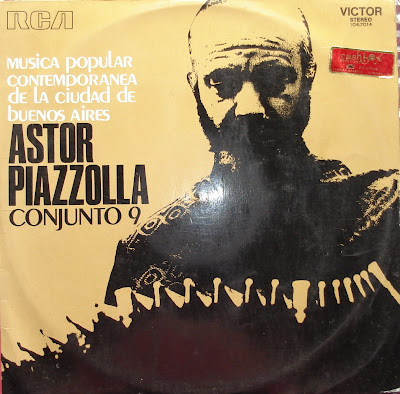 RCA
VICTOR
STEREO
musica popular
contemporanea
de la ciudad de
buenos aires
ASTOR
PIAZZOLLA
CONJUNTO 9